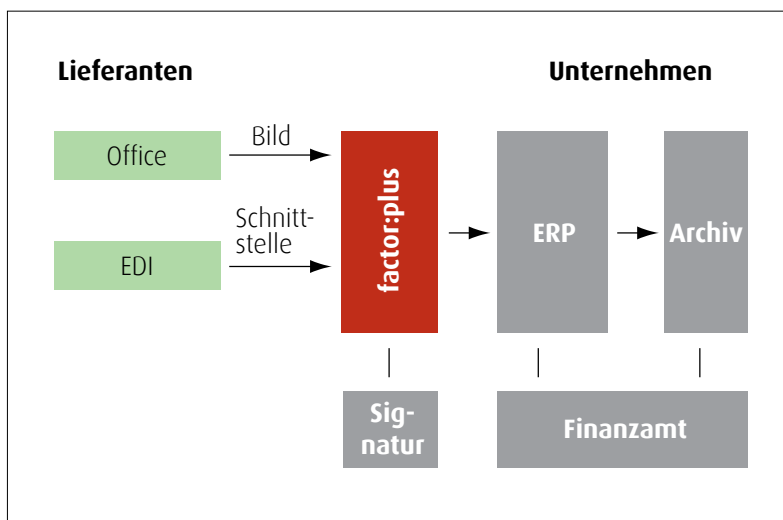 Lieferanten
Unternehmen
Office
Bild
EDI
Schnitt-
stelle
factor:plus
ERP
Archiv
Sig-
natur
Finanzamt